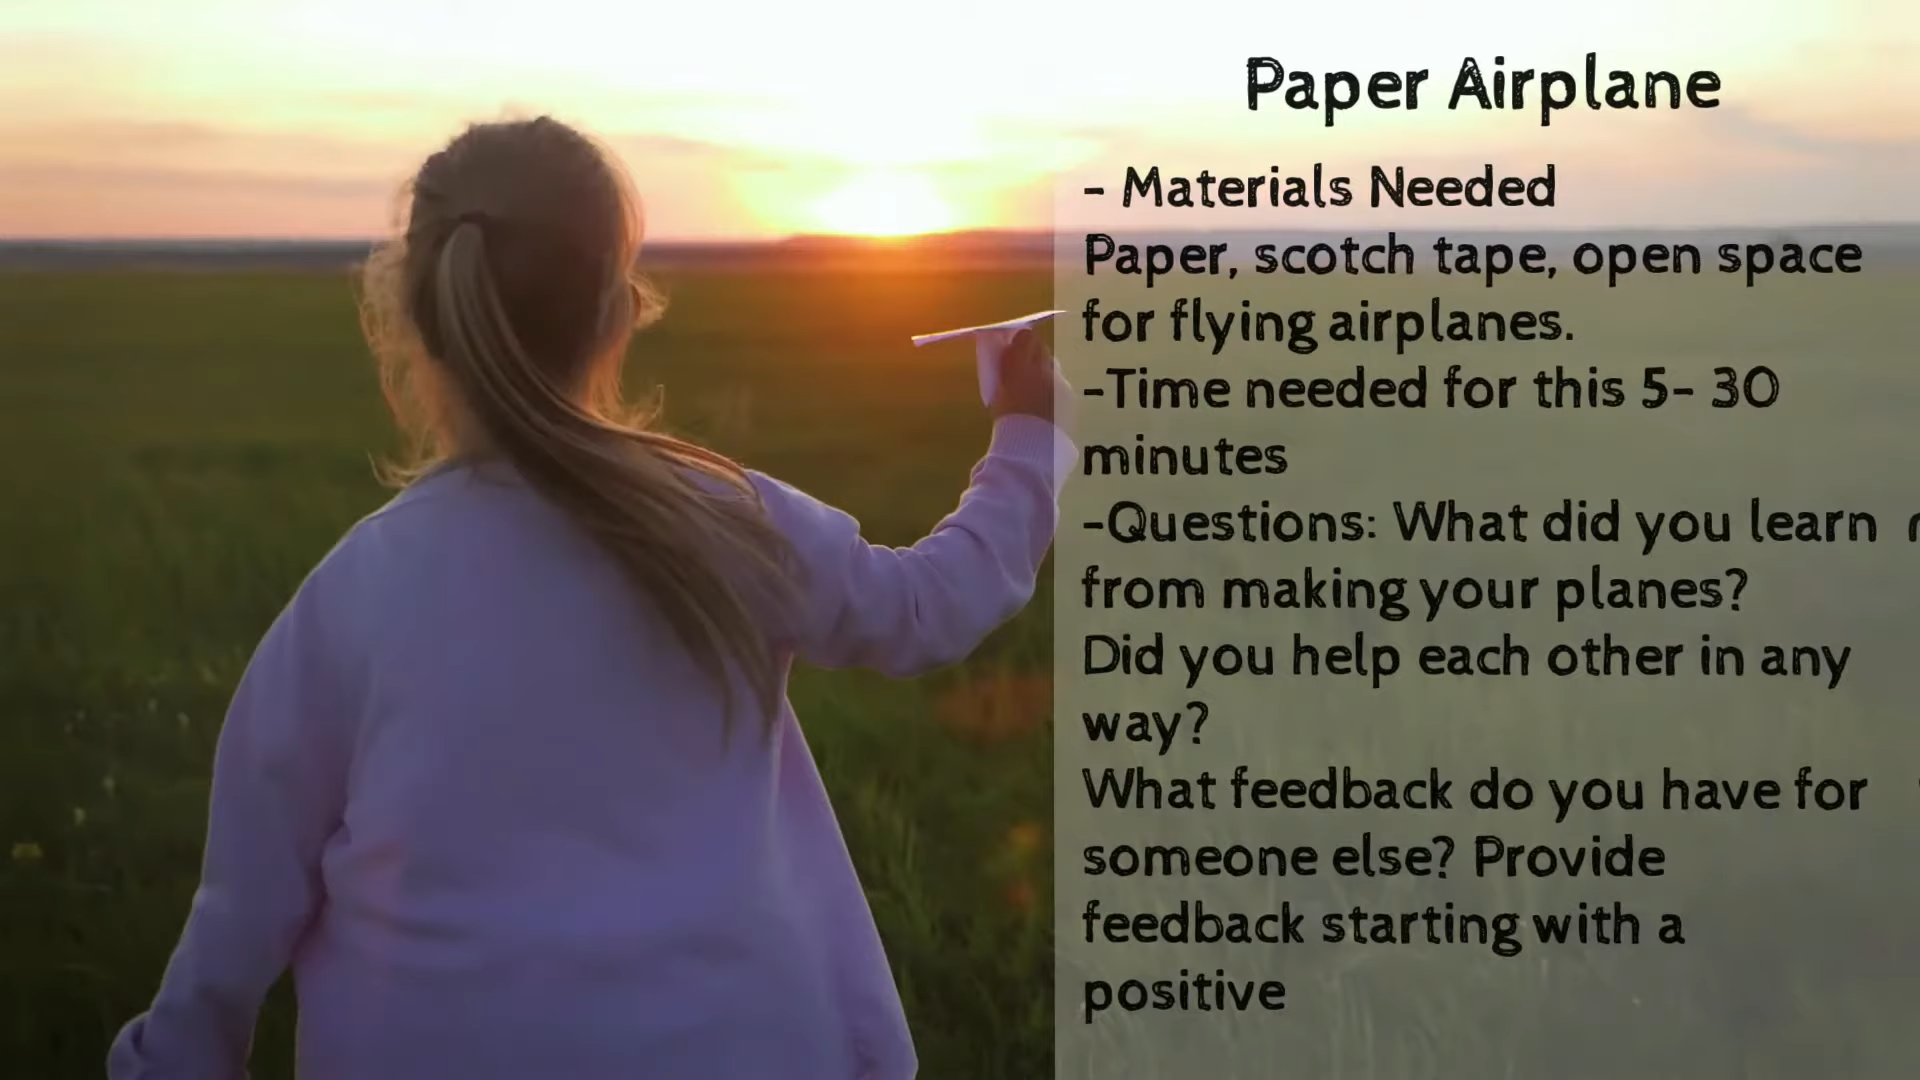 Paper Airplane
- Materials Needed
Paper, scotch tape, open space
for flying airplanes.
-Time needed for this 5- 30
minutes
-Questions: What did you learn
from making your planes?
Did you help each other in any
way?
What feedback do you have for
someone else? Provide
feedback starting with a
positive